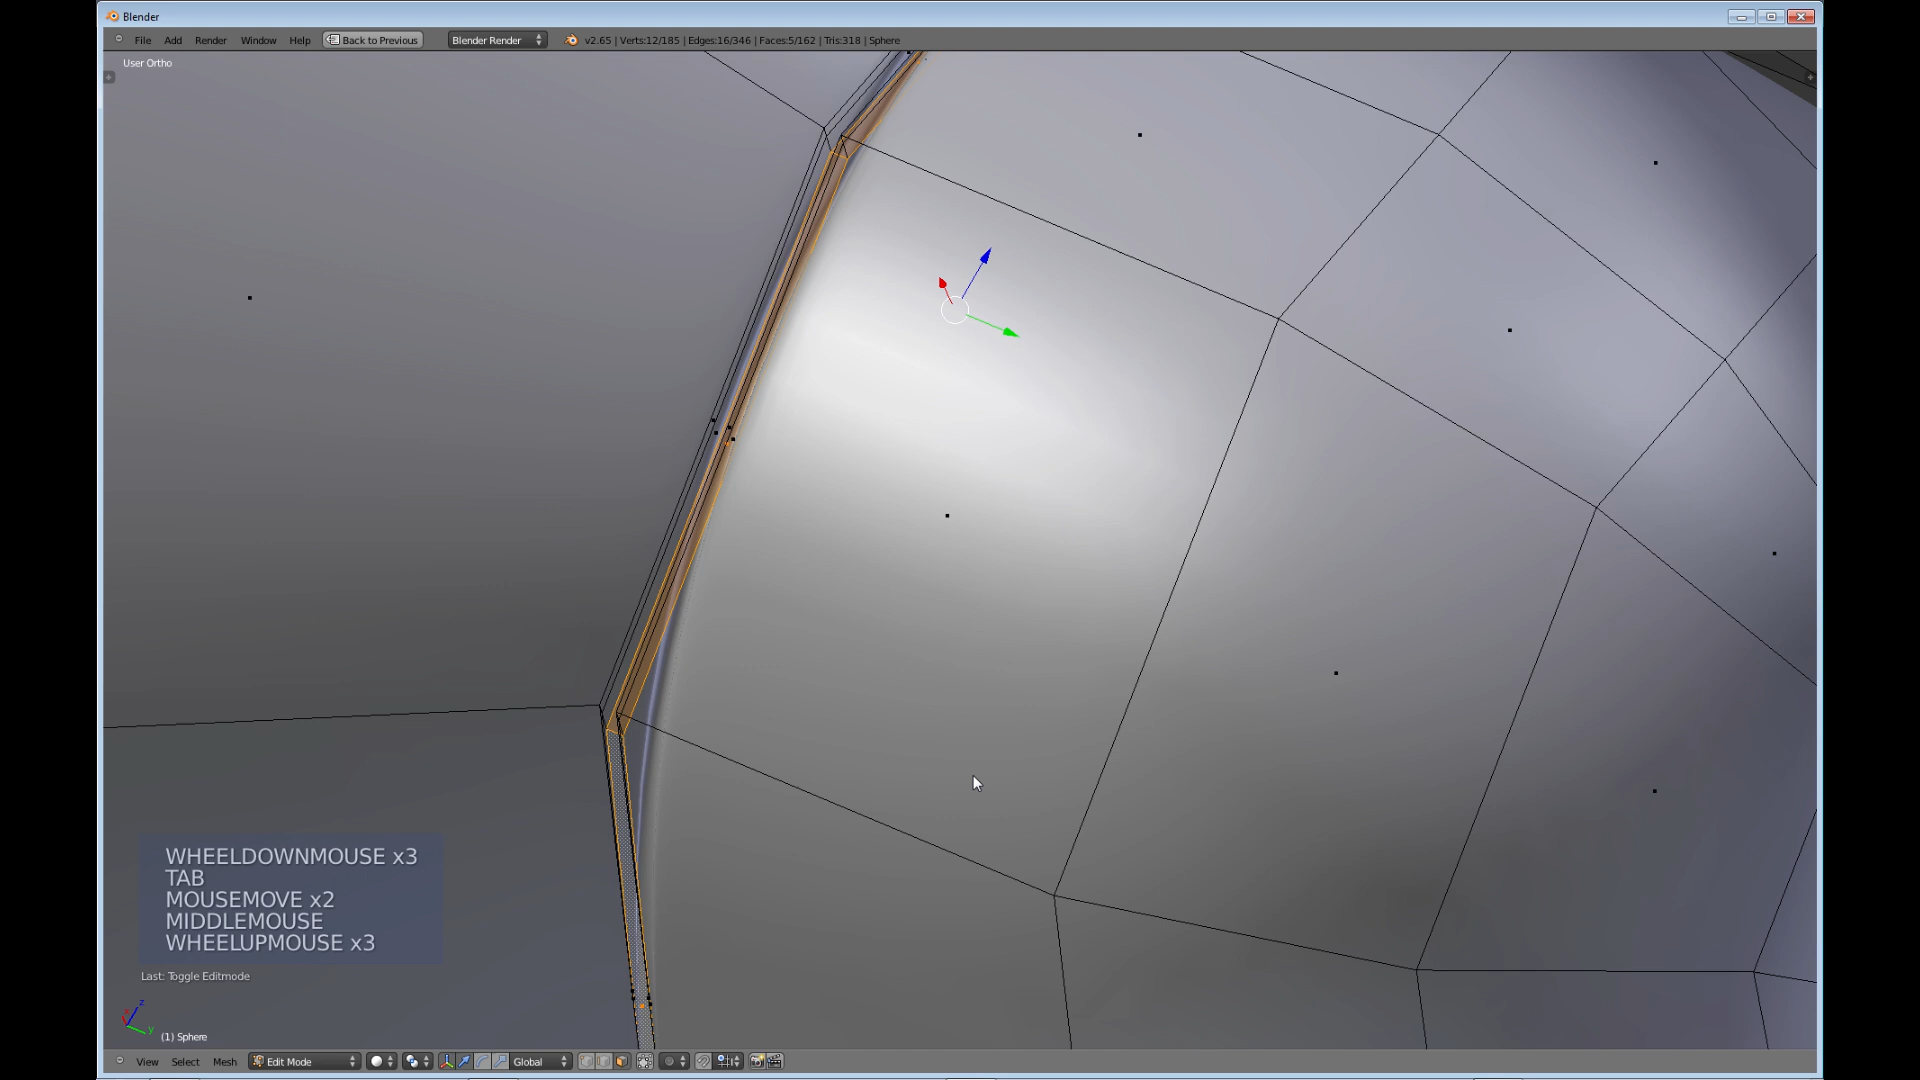 Blender
File Add Render Window Help Back to Previous Blender Render v2.65 | Verts:12/185 | Edges:16/346 | Faces:5/162 | Tris:318 | Sphere
User Ortho
WHEELDOWNMOUSE x3
TAB
MOUSEMOVE x2
MIDDLEMOUSE
WHEELUPMOUSE x3
Last: Toggle Editmode
z
y
(1) Sphere
View Select Mesh Edit Mode Global